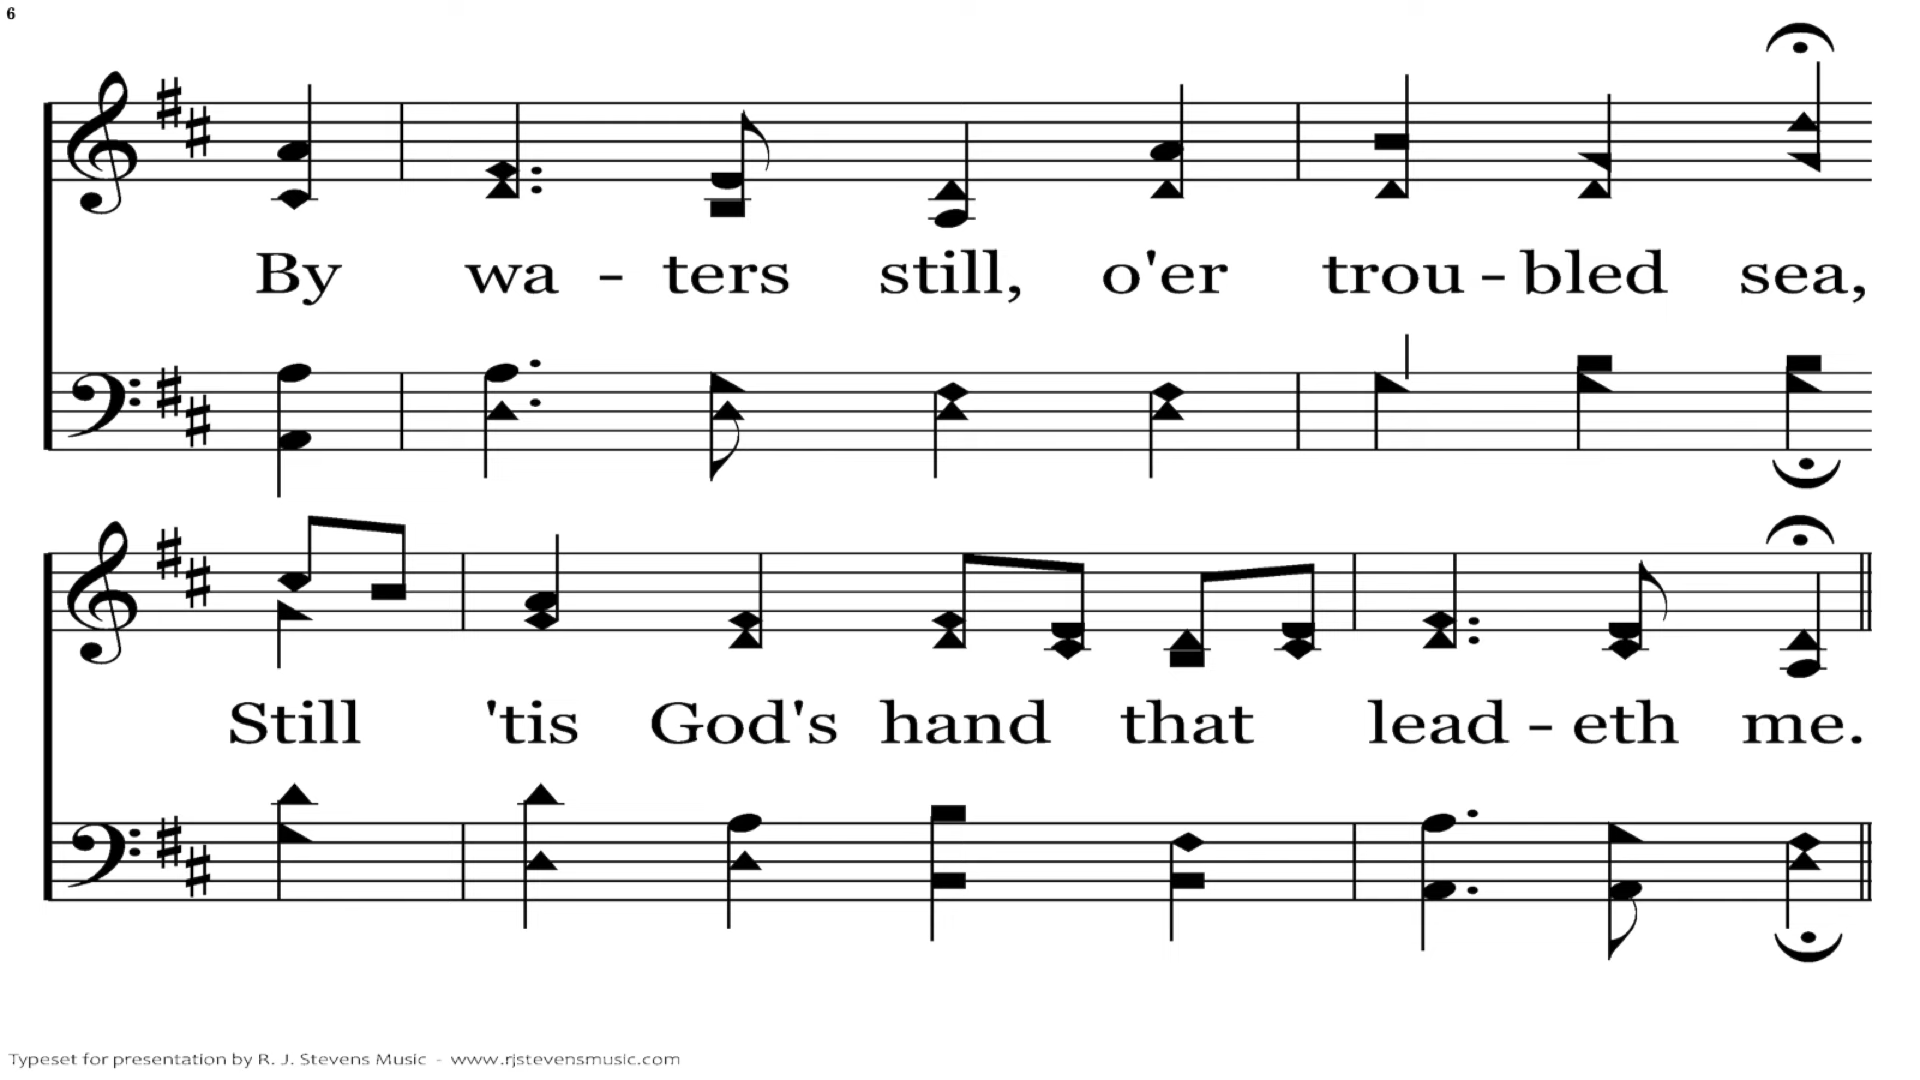 6
By wa - ters still, o'er trou - bled sea,
Still 'tis God's hand that lead - eth me.
Typeset for presentation by R. J. Stevens Music - www.rjstevensmusic.com